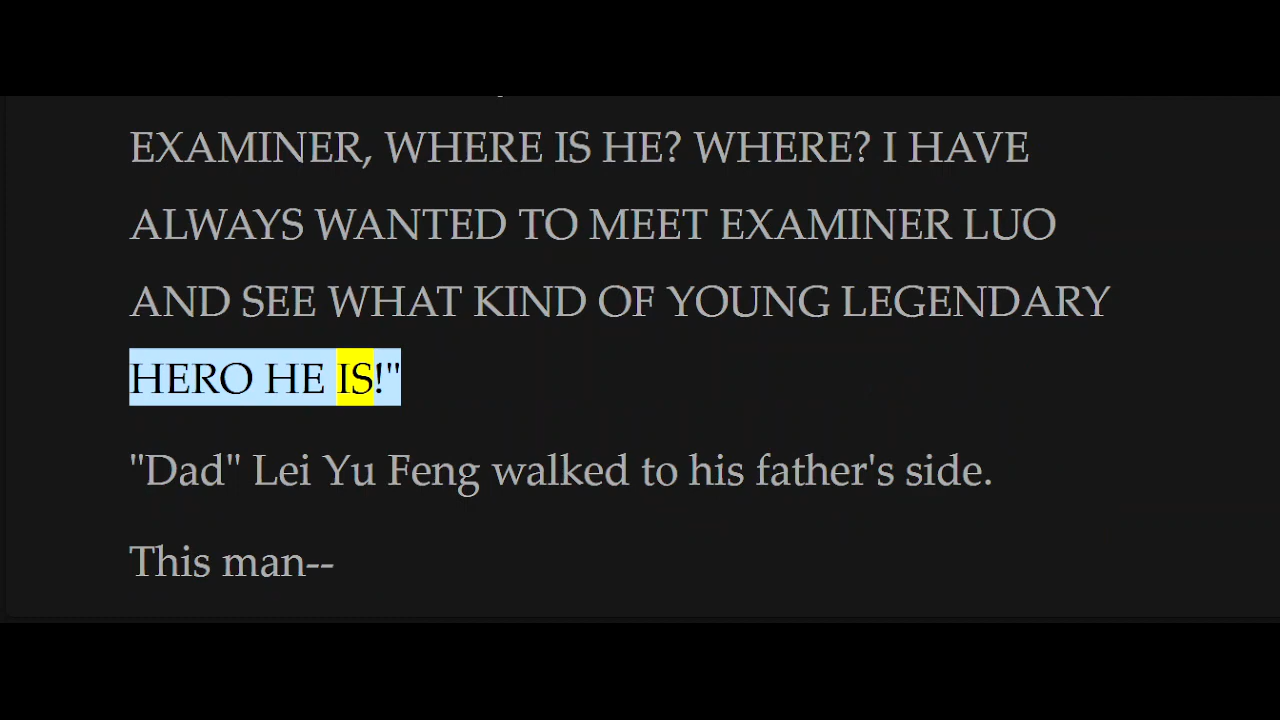 EXAMINER, WHERE IS HE? WHERE? I HAVE
ALWAYS WANTED TO MEET EXAMINER LUO
AND SEE WHAT KIND OF YOUNG LEGENDARY
HERO HE IS!"
"Dad" Lei Yu Feng walked to his father's side.
This man--